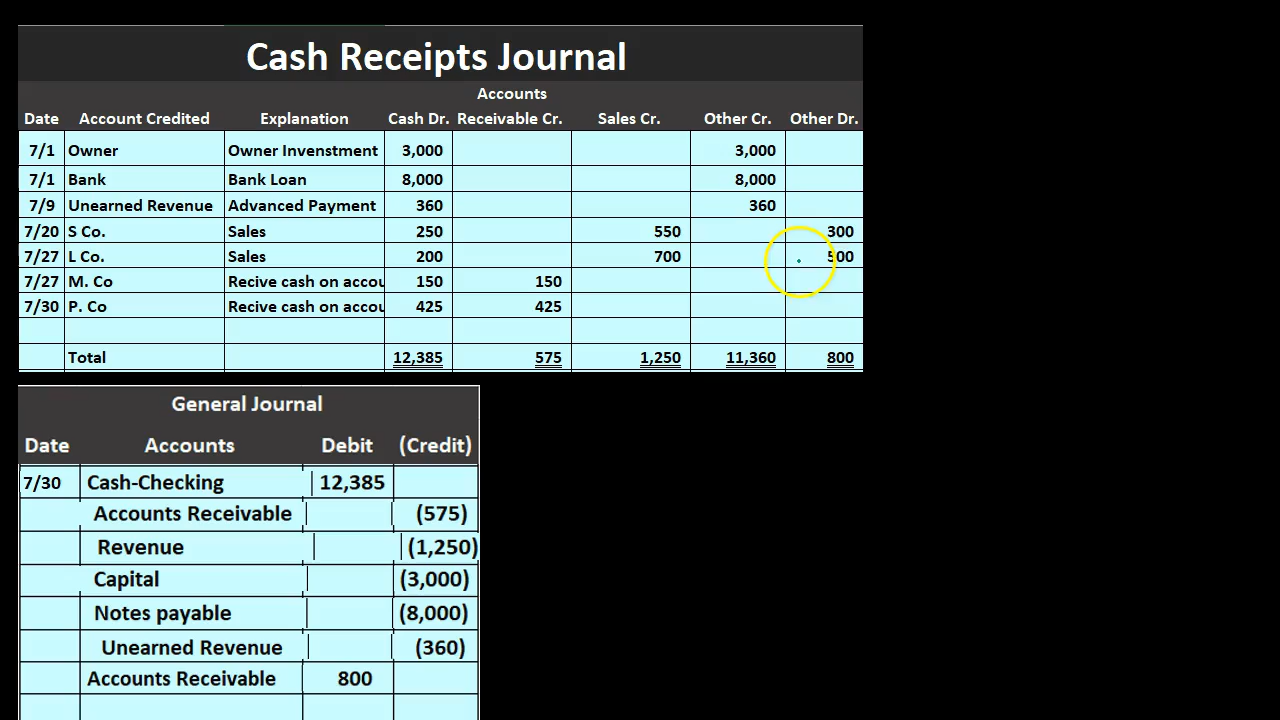 Cash Receipts Journal
Accounts
Date Account Credited Explanation Cash Dr. Receivable Cr. Sales Cr. Other Cr. Other Dr.
7/1 Owner Owner Invenstment 3,000 3,000
7/1 Bank Bank Loan 8,000 8,000
7/9 Unearned Revenue Advanced Payment 360 360
7/20 S Co. Sales 250 550 300
7/27 L Co. Sales 200 700 500
7/27 M. Co Recive cash on accou 150 150
7/30 P. Co Recive cash on accou 425 425
Total 12,385 575 1,250 11,360 800
General Journal
Date Accounts Debit (Credit)
7/30 Cash-Checking 12,385
Accounts Receivable (575)
Revenue (1,250)
Capital (3,000)
Notes payable (8,000)
Unearned Revenue (360)
Accounts Receivable 800